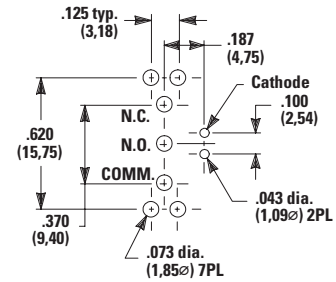 .125 typ.
(3,18)
.187
(4,75)
Cathode
N.C.
.100
(2,54)
.620
(15,75)
N.O.
COMM.
.043 dia.
(1,09⌀) 2PL
.370
(9,40)
.073 dia.
(1,85⌀) 7PL